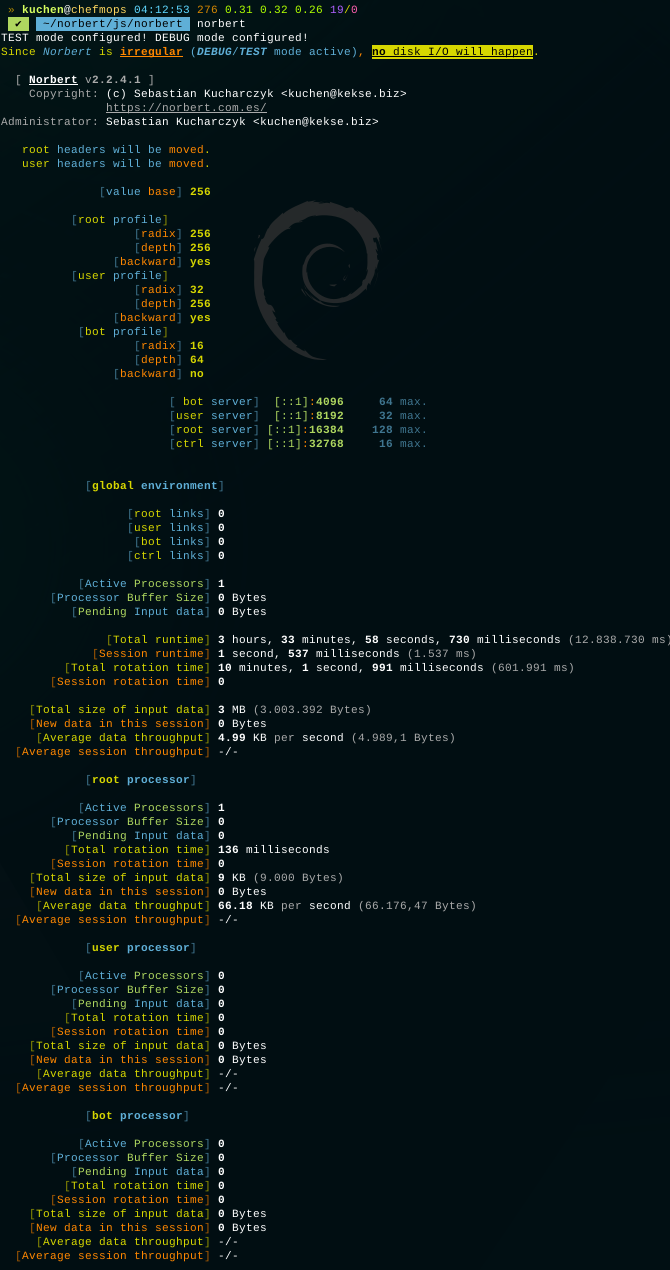 » kuchen@chefmops 04:12:53 276 0.31 0.32 0.26 19/0
✔ ~/norbert/js/norbert norbert
TEST mode configured! DEBUG mode configured!
Since Norbert is irregular (DEBUG/TEST mode active), no disk I/O will happen.
[ Norbert v2.2.4.1 ]
Copyright: (c) Sebastian Kucharczyk <kuchen@kekse.biz>
https://norbert.com.es/
Administrator: Sebastian Kucharczyk <kuchen@kekse.biz>
root headers will be moved.
user headers will be moved.
[value base] 256
[root profile]
[radix] 256
[depth] 256
[backward] yes
[user profile]
[radix] 32
[depth] 256
[backward] yes
[bot profile]
[radix] 16
[depth] 64
[backward] no
[ bot server] [::1]:4096 64 max.
[user server] [::1]:8192 32 max.
[root server] [::1]:16384 128 max.
[ctrl server] [::1]:32768 16 max.
[global environment]
[root links] 0
[user links] 0
[bot links] 0
[ctrl links] 0
[Active Processors] 1
[Processor Buffer Size] 0 Bytes
[Pending Input data] 0 Bytes
[Total runtime] 3 hours, 33 minutes, 58 seconds, 730 milliseconds (12.838.730 ms)
[Session runtime] 1 second, 537 milliseconds (1.537 ms)
[Total rotation time] 10 minutes, 1 second, 991 milliseconds (601.991 ms)
[Session rotation time] 0
[Total size of input data] 3 MB (3.003.392 Bytes)
[New data in this session] 0 Bytes
[Average data throughput] 4.99 KB per second (4.989,1 Bytes)
[Average session throughput] -/-
[root processor]
[Active Processors] 1
[Processor Buffer Size] 0
[Pending Input data] 0
[Total rotation time] 136 milliseconds
[Session rotation time] 0
[Total size of input data] 9 KB (9.000 Bytes)
[New data in this session] 0 Bytes
[Average data throughput] 66.18 KB per second (66.176,47 Bytes)
[Average session throughput] -/-
[user processor]
[Active Processors] 0
[Processor Buffer Size] 0
[Pending Input data] 0
[Total rotation time] 0
[Session rotation time] 0
[Total size of input data] 0 Bytes
[New data in this session] 0 Bytes
[Average data throughput] -/-
[Average session throughput] -/-
[bot processor]
[Active Processors] 0
[Processor Buffer Size] 0
[Pending Input data] 0
[Total rotation time] 0
[Session rotation time] 0
[Total size of input data] 0 Bytes
[New data in this session] 0 Bytes
[Average data throughput] -/-
[Average session throughput] -/-